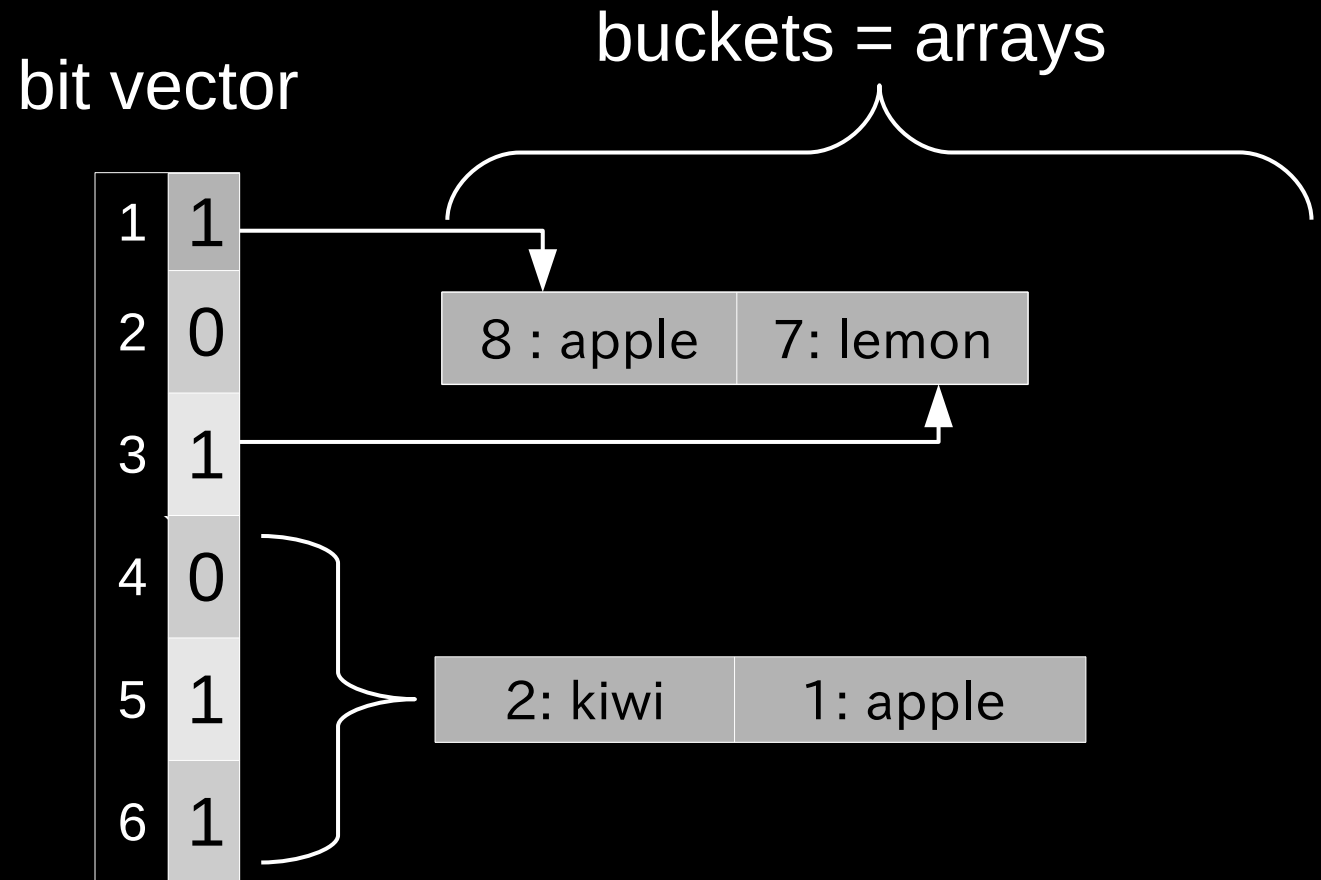 buckets = arrays
bit vector
1 1
2 0
8 : apple 7: lemon
3 1
4 0
5 1
2: kiwi 1: apple
6 1